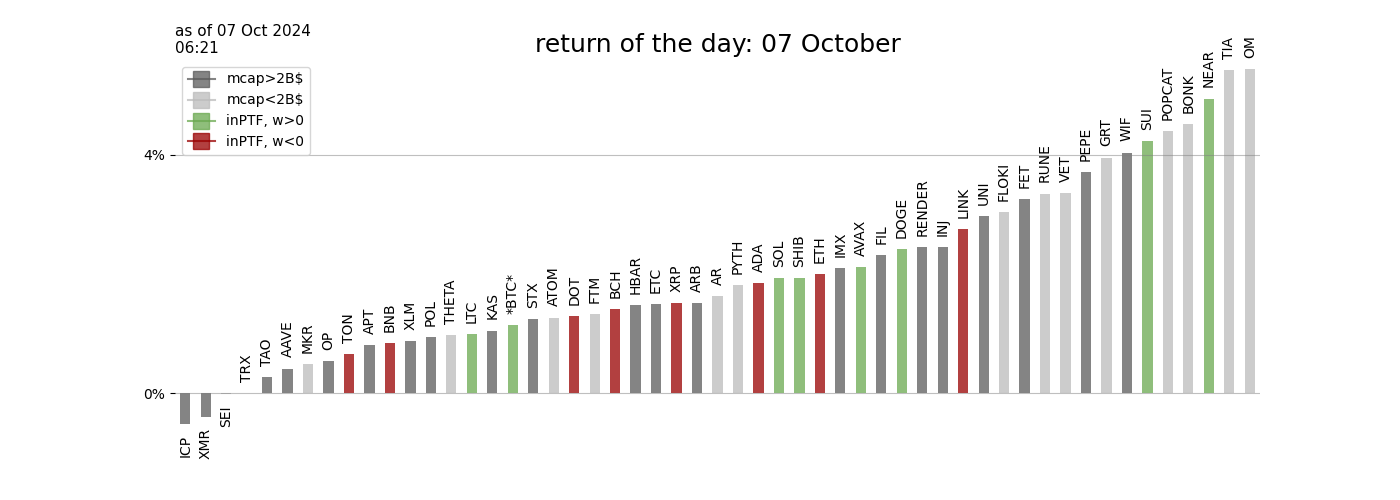 as of 07 Oct 2024
06:21
return of the day: 07 October
mcap>2B$
mcap<2B$
inPTF, w>0
inPTF, w<0
4%
0%
ICP
XMR
SEI
TRX
TAO
AAVE
MKR
OP
TON
APT
BNB
XLM
POL
THETA
LTC
KAS
*BTC*
STX
ATOM
DOT
FTM
BCH
HBAR
ETC
XRP
ARB
AR
PYTH
ADA
SOL
SHIB
ETH
IMX
AVAX
FIL
DOGE
RENDER
INJ
LINK
UNI
FLOKI
FET
RUNE
VET
PEPE
GRT
WIF
SUI
POPCAT
BONK
NEAR
TIA
OM